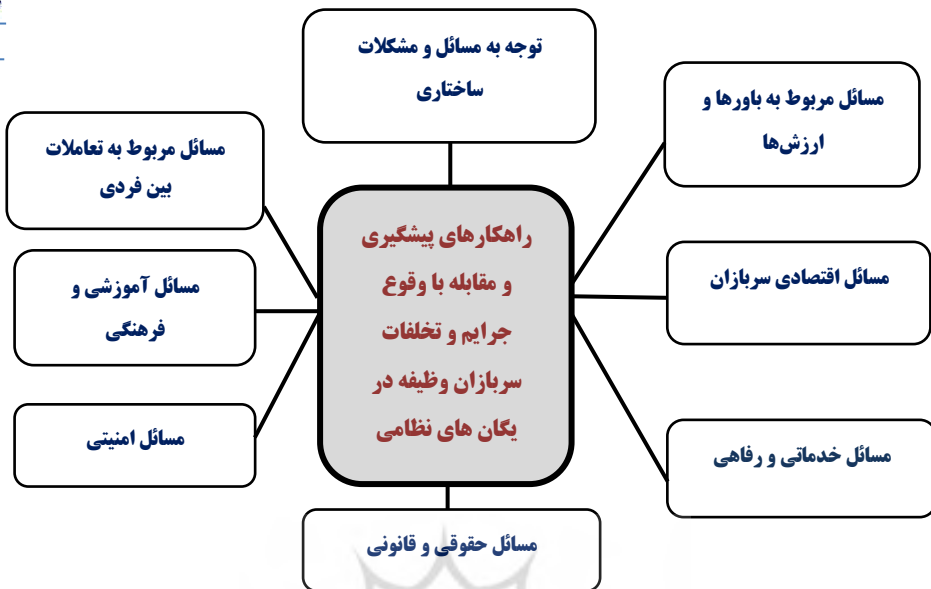 توجه به مسائل و مشکلات
ساختاری
مسائل مربوط به باورها و
ارزش‌ها
مسائل مربوط به تعاملات
بین فردی
راهکارهای پیشگیری
و مقابله با وقوع
جرایم و تخلفات
سربازان وظیفه در
یگان های نظامی
مسائل اقتصادی سربازان
مسائل آموزشی و
فرهنگی
مسائل امنیتی
مسائل خدماتی و رفاهی
مسائل حقوقی و قانونی